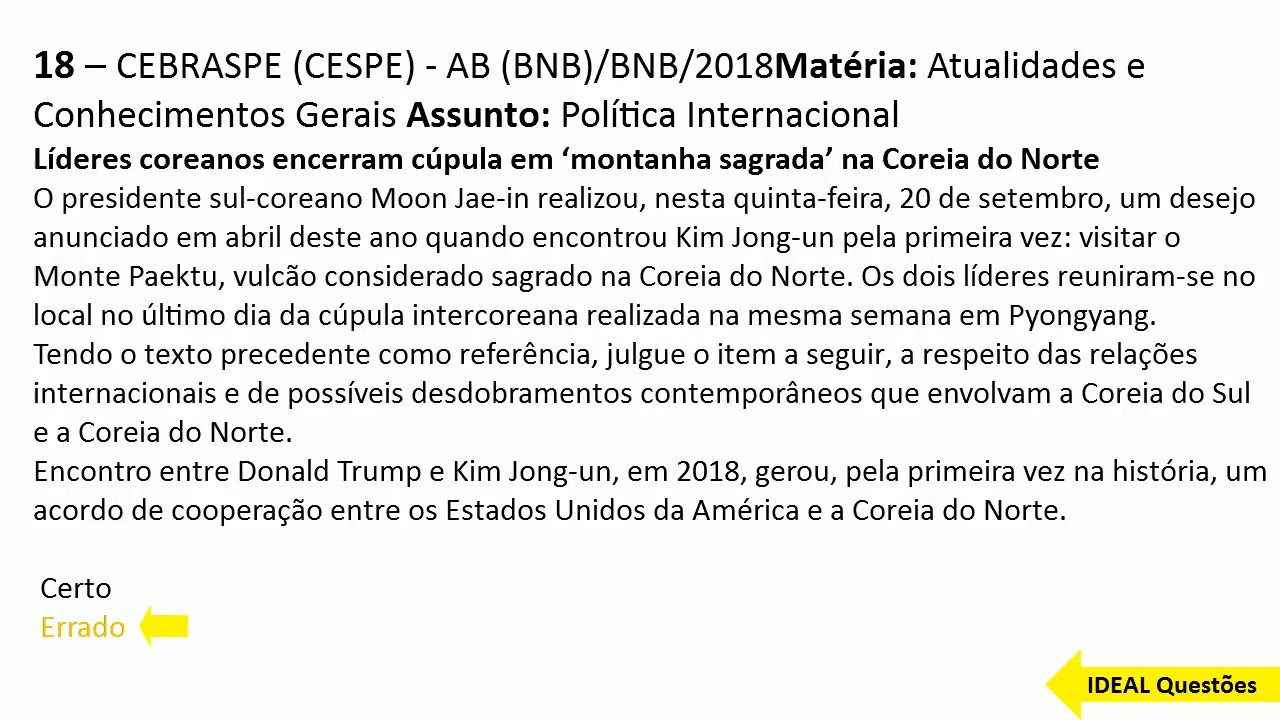 18 – CEBRASPE (CESPE) - AB (BNB)/BNB/2018Matéria: Atualidades e
Conhecimentos Gerais Assunto: Política Internacional
Líderes coreanos encerram cúpula em ‘montanha sagrada’ na Coreia do Norte
O presidente sul-coreano Moon Jae-in realizou, nesta quinta-feira, 20 de setembro, um desejo
anunciado em abril deste ano quando encontrou Kim Jong-un pela primeira vez: visitar o
Monte Paektu, vulcão considerado sagrado na Coreia do Norte. Os dois líderes reuniram-se no
local no último dia da cúpula intercoreana realizada na mesma semana em Pyongyang.
Tendo o texto precedente como referência, julgue o item a seguir, a respeito das relações
internacionais e de possíveis desdobramentos contemporâneos que envolvam a Coreia do Sul
e a Coreia do Norte.
Encontro entre Donald Trump e Kim Jong-un, em 2018, gerou, pela primeira vez na história, um
acordo de cooperação entre os Estados Unidos da América e a Coreia do Norte.
Certo
Errado
IDEAL Questões